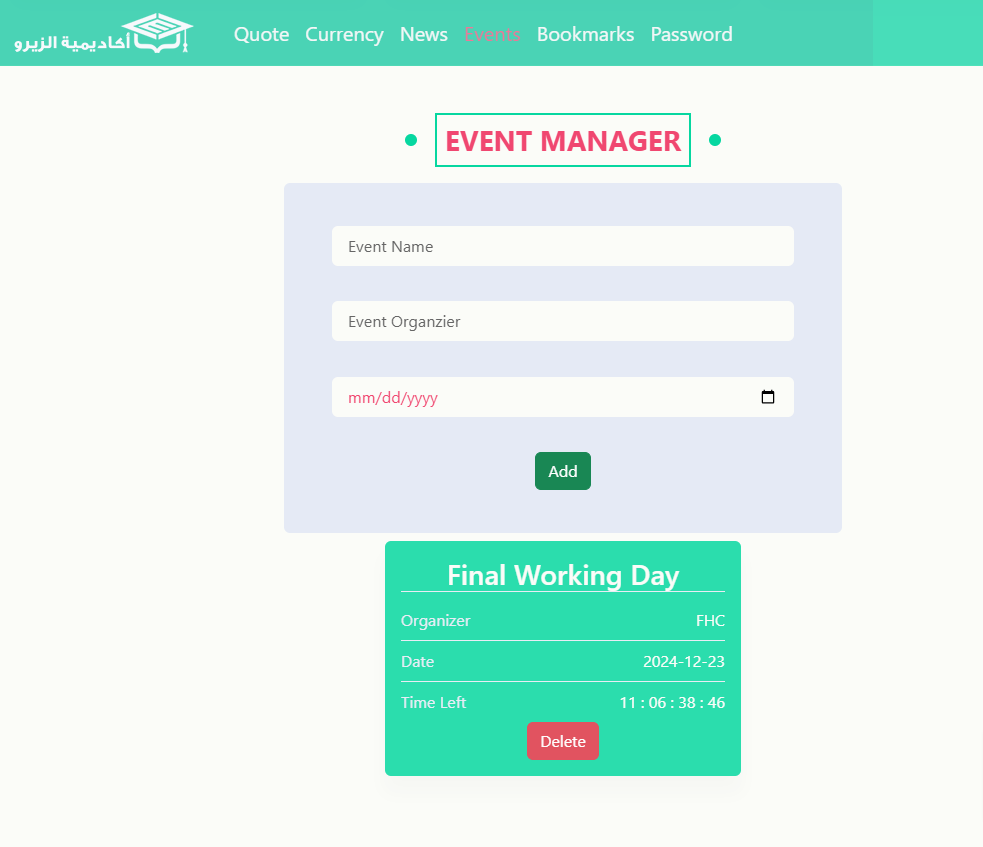 أكاديمية الزيرو
Quote Currency News Events Bookmarks Password
EVENT MANAGER
Event Name
Event Organzier
mm/dd/yyyy
Add
Final Working Day
Organizer FHC
Date 2024-12-23
Time Left 11 : 06 : 38 : 46
Delete